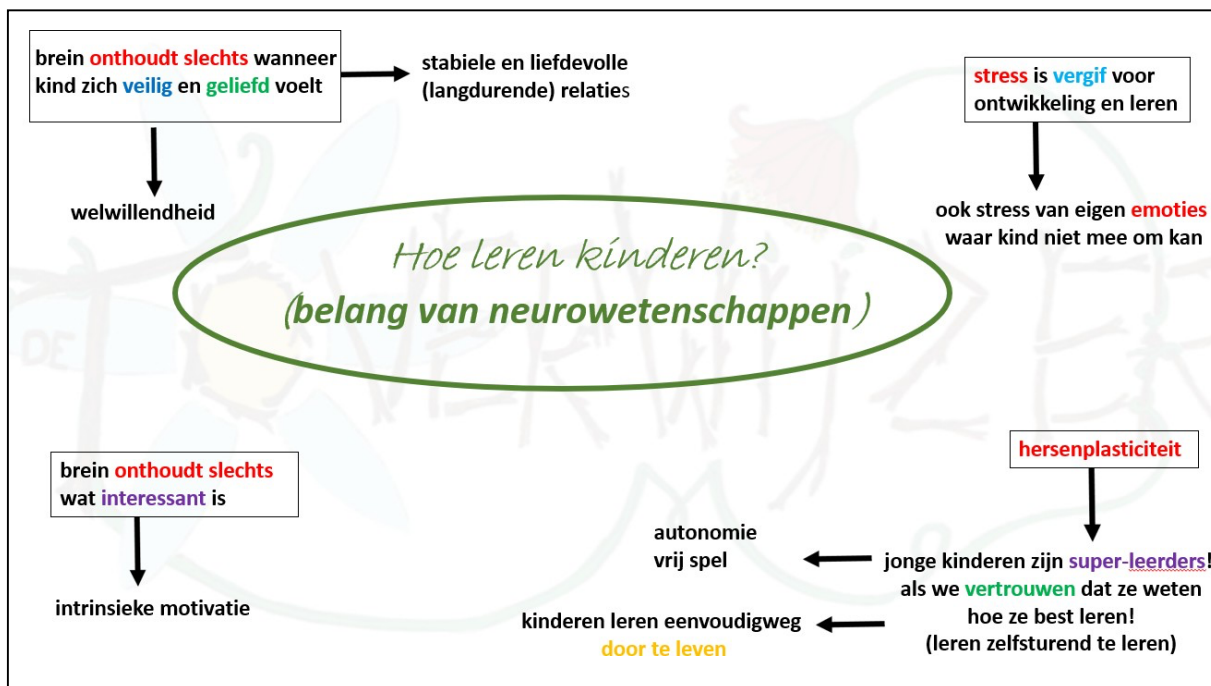 brein onthoudt slechts wanneer
kind zich veilig en geliefd voelt
stabiele en liefdevolle
(langdurende) relaties
welwillendheid
stress is vergif voor
ontwikkeling en leren
ook stress van eigen emoties
waar kind niet mee om kan
Hoe leren kinderen?
(belang van neurowetenschappen)
brein onthoudt slechts
wat interessant is
intrinsieke motivatie
hersenplasticiteit
jonge kinderen zijn super-leerders!
als we vertrouwen dat ze weten
hoe ze best leren!
(leren zelfsturend te leren)
autonomie
vrij spel
kinderen leren eenvoudigweg
door te leven
DE
TOVERWIJZER